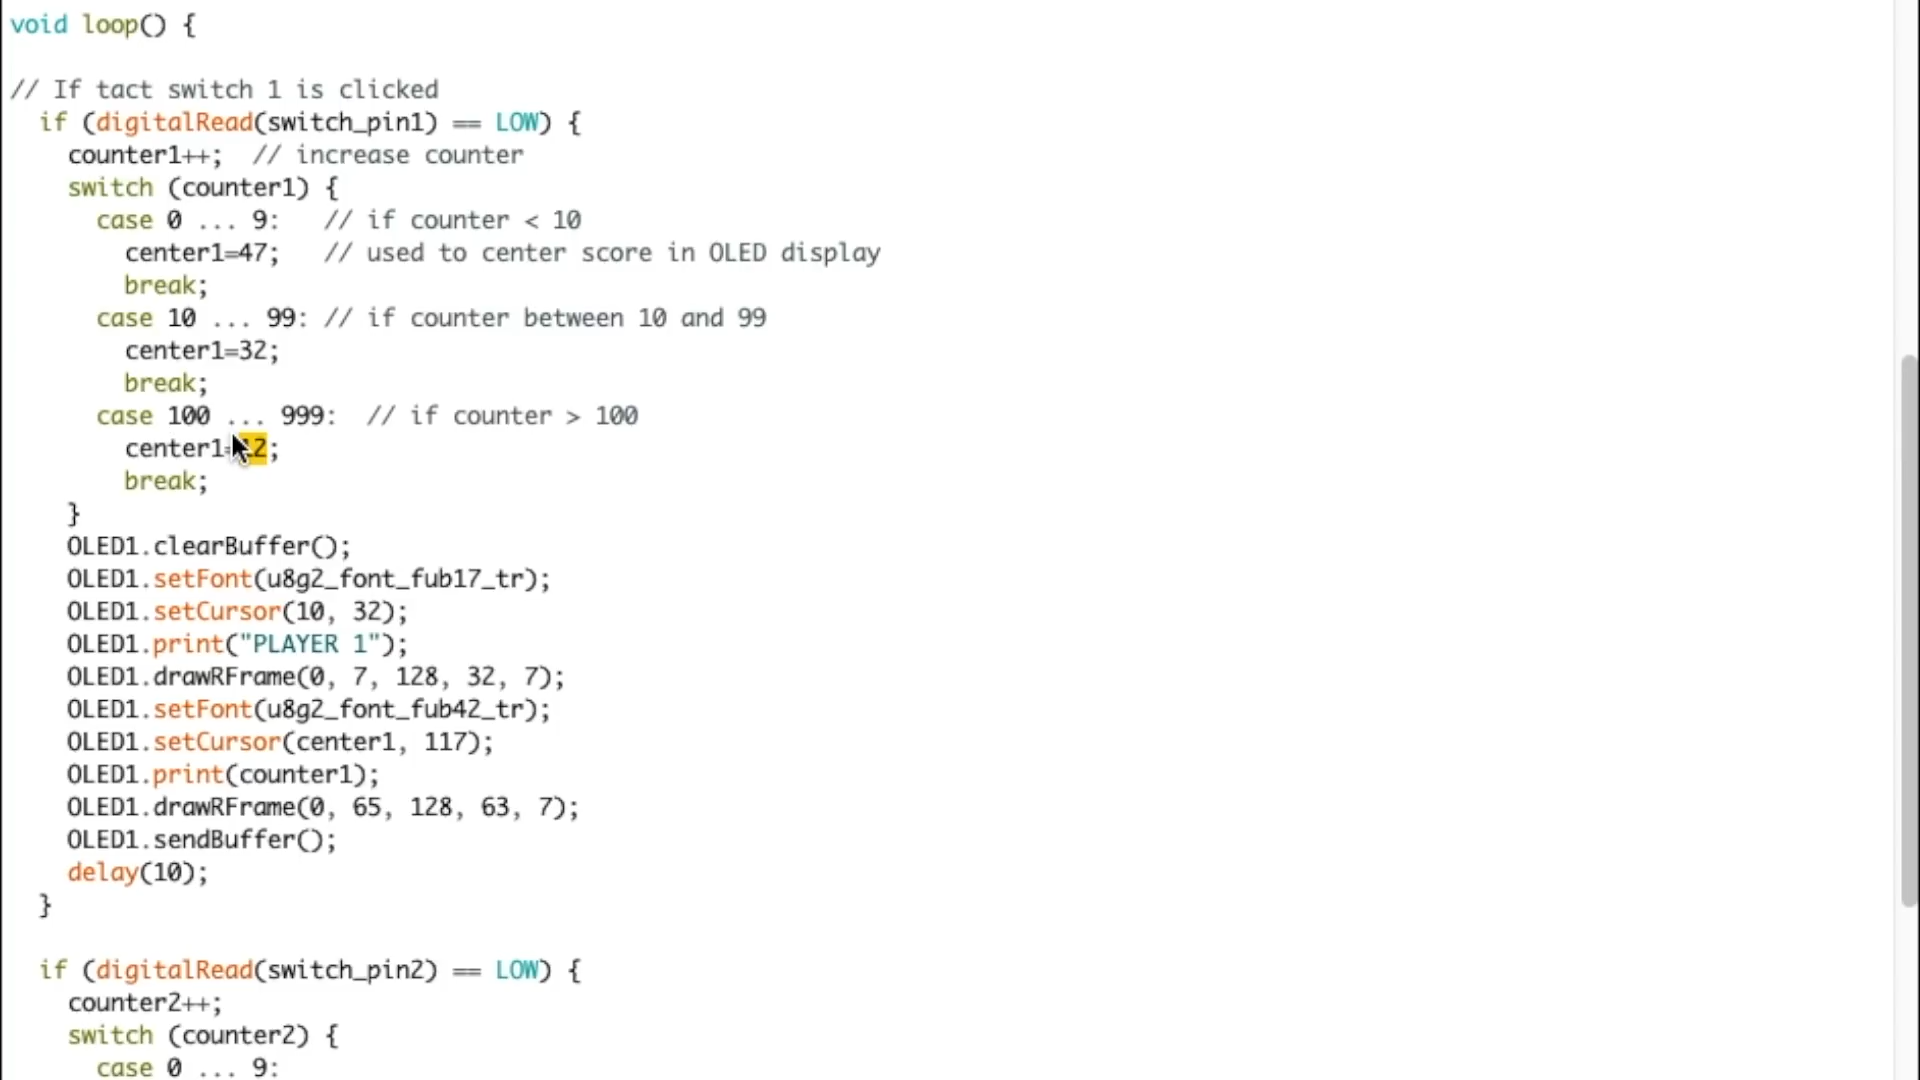 void loop() {
// If tact switch 1 is clicked
if (digitalRead(switch_pin1) == LOW) {
counter1++;  // increase counter
switch (counter1) {
case 0 ... 9:   // if counter < 10
center1=47;   // used to center score in OLED display
break;
case 10 ... 99: // if counter between 10 and 99
center1=32;
break;
case 100 ... 999:  // if counter > 100
center1=12;
break;
}
OLED1.clearBuffer();
OLED1.setFont(u8g2_font_fub17_tr);
OLED1.setCursor(10, 32);
OLED1.print("PLAYER 1");
OLED1.drawRFrame(0, 7, 128, 32, 7);
OLED1.setFont(u8g2_font_fub42_tr);
OLED1.setCursor(center1, 117);
OLED1.print(counter1);
OLED1.drawRFrame(0, 65, 128, 63, 7);
OLED1.sendBuffer();
delay(10);
}
if (digitalRead(switch_pin2) == LOW) {
counter2++;
switch (counter2) {
case 0 ... 9: